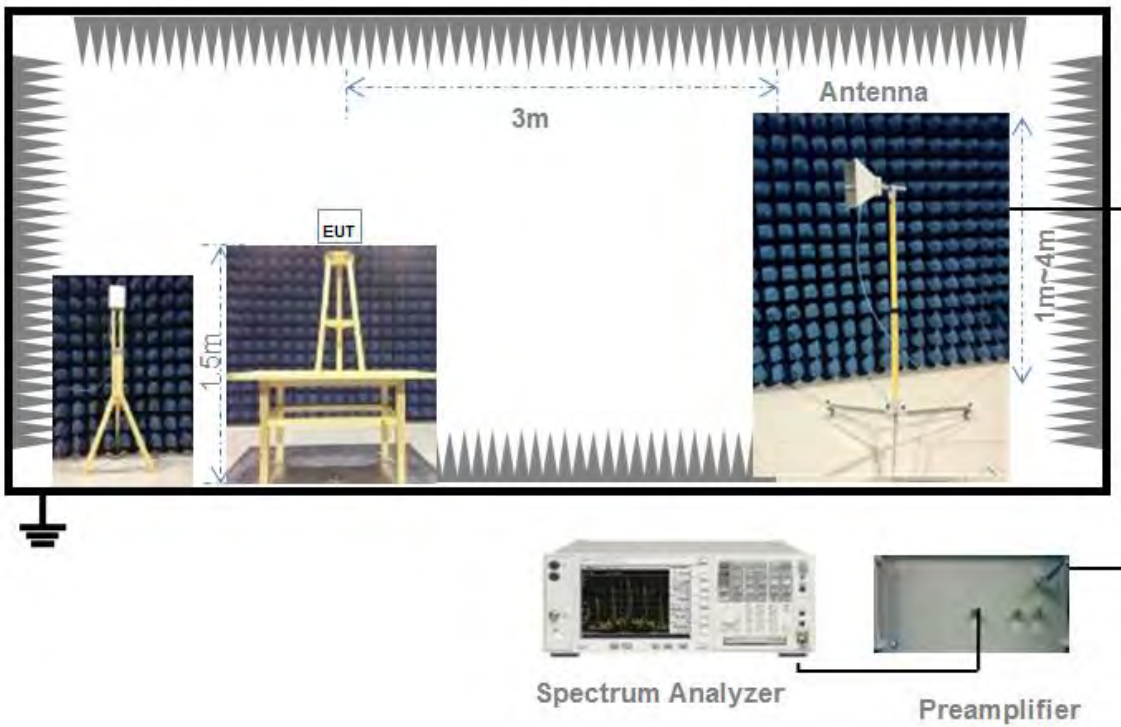 Antenna
3m
EUT
1.5m
1m~4m
Spectrum Analyzer
Preamplifier